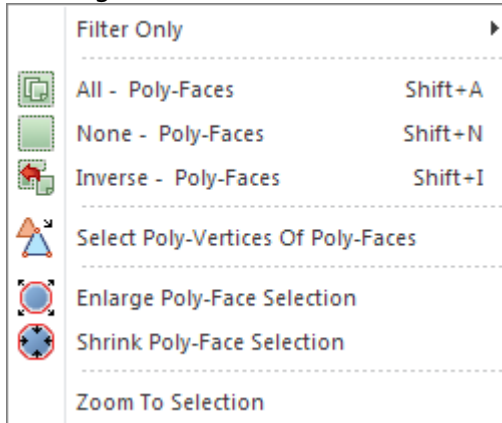 Filter Only
All - Poly-Faces Shift+A
None - Poly-Faces Shift+N
Inverse - Poly-Faces Shift+I
Select Poly-Vertices Of Poly-Faces
Enlarge Poly-Face Selection
Shrink Poly-Face Selection
Zoom To Selection